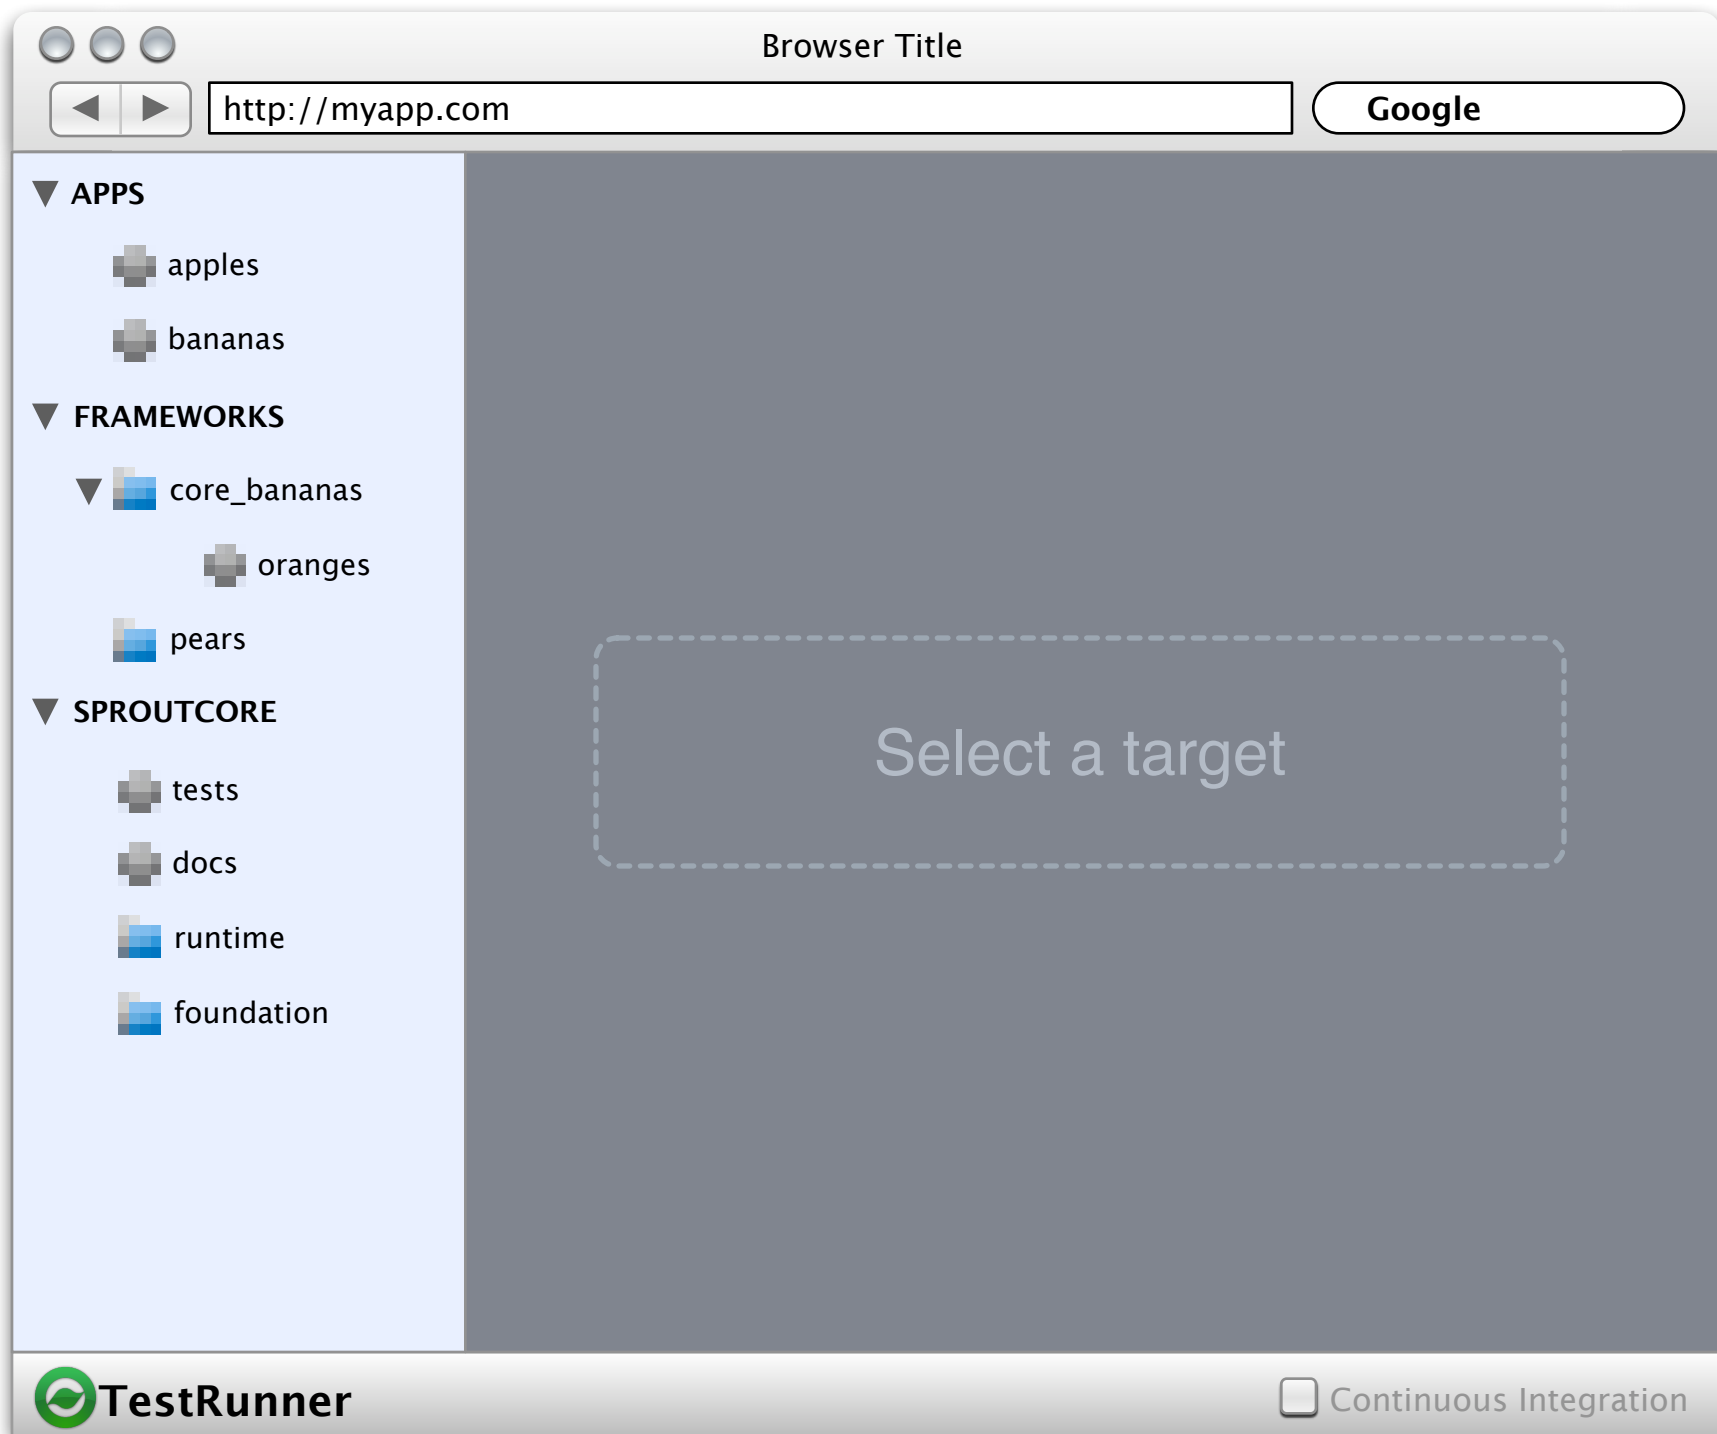 Browser Title
http://myapp.com
Google
APPS
apples
bananas
FRAMEWORKS
core_bananas
oranges
pears
SPROUTCORE
tests
docs
runtime
foundation
Select a target
TestRunner
Continuous Integration